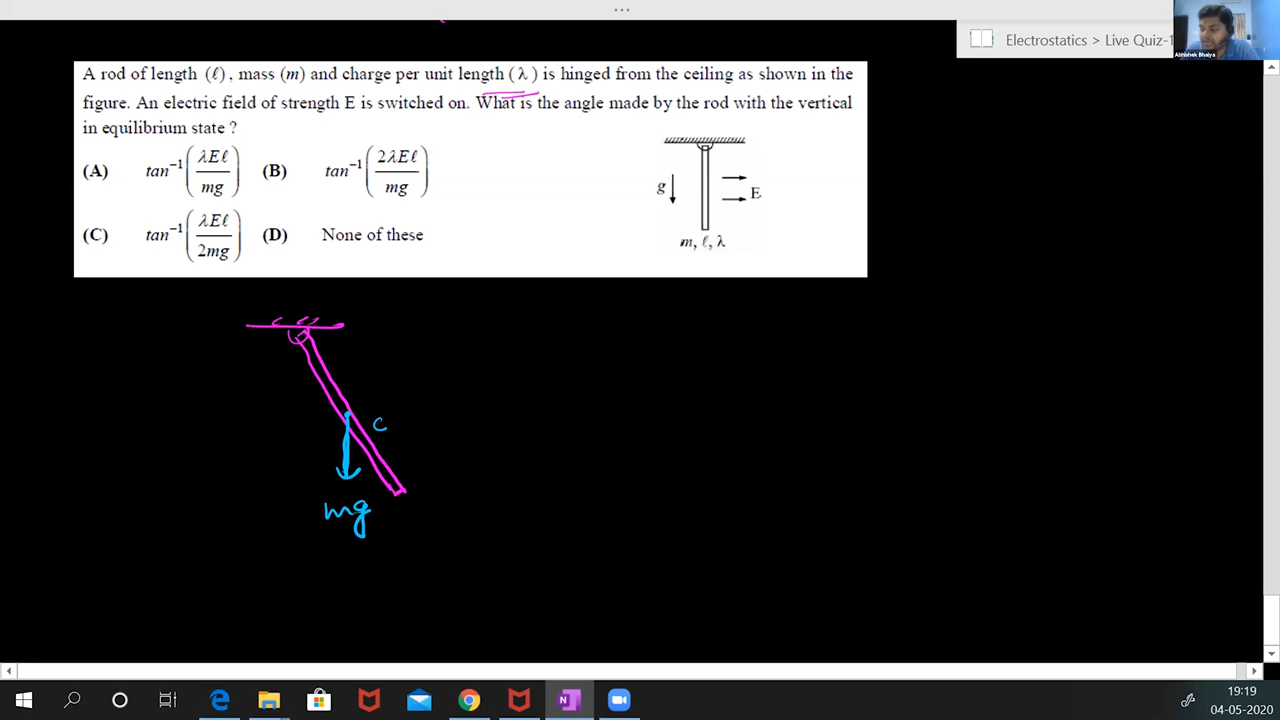 Electrostatics > Live Quiz-1
Abhishek Bhaiya
A rod of length (ℓ), mass (m) and charge per unit length (λ) is hinged from the ceiling as shown in the
figure. An electric field of strength E is switched on. What is the angle made by the rod with the vertical
in equilibrium state ?
(A) tan⁻¹(λEℓ/mg) (B) tan⁻¹(2λEℓ/mg)
(C) tan⁻¹(λEℓ/2mg) (D) None of these
g E
m, ℓ, λ
C
mg
19:19
04-05-2020